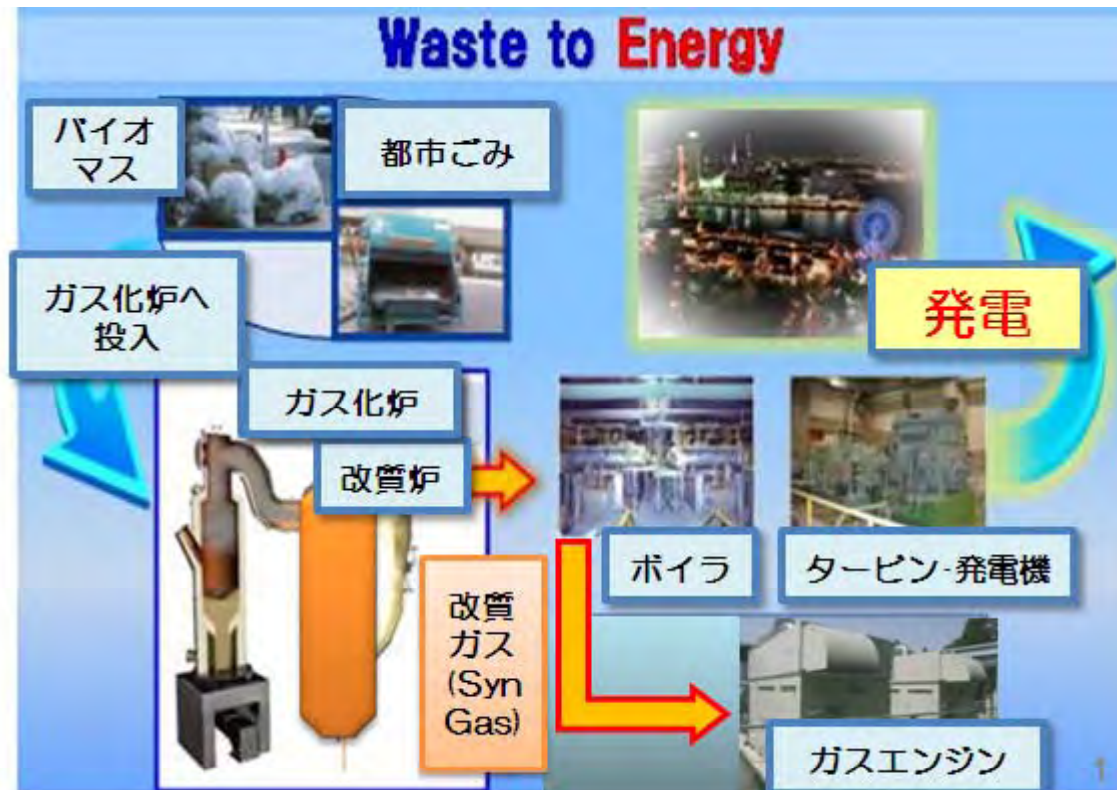 Waste to Energy
バイオ
マス
都市ごみ
ガス化炉へ
投入
発電
ガス化炉
改質炉
ボイラ
タービン・発電機
改質
ガス
(Syn
Gas)
ガスエンジン
1